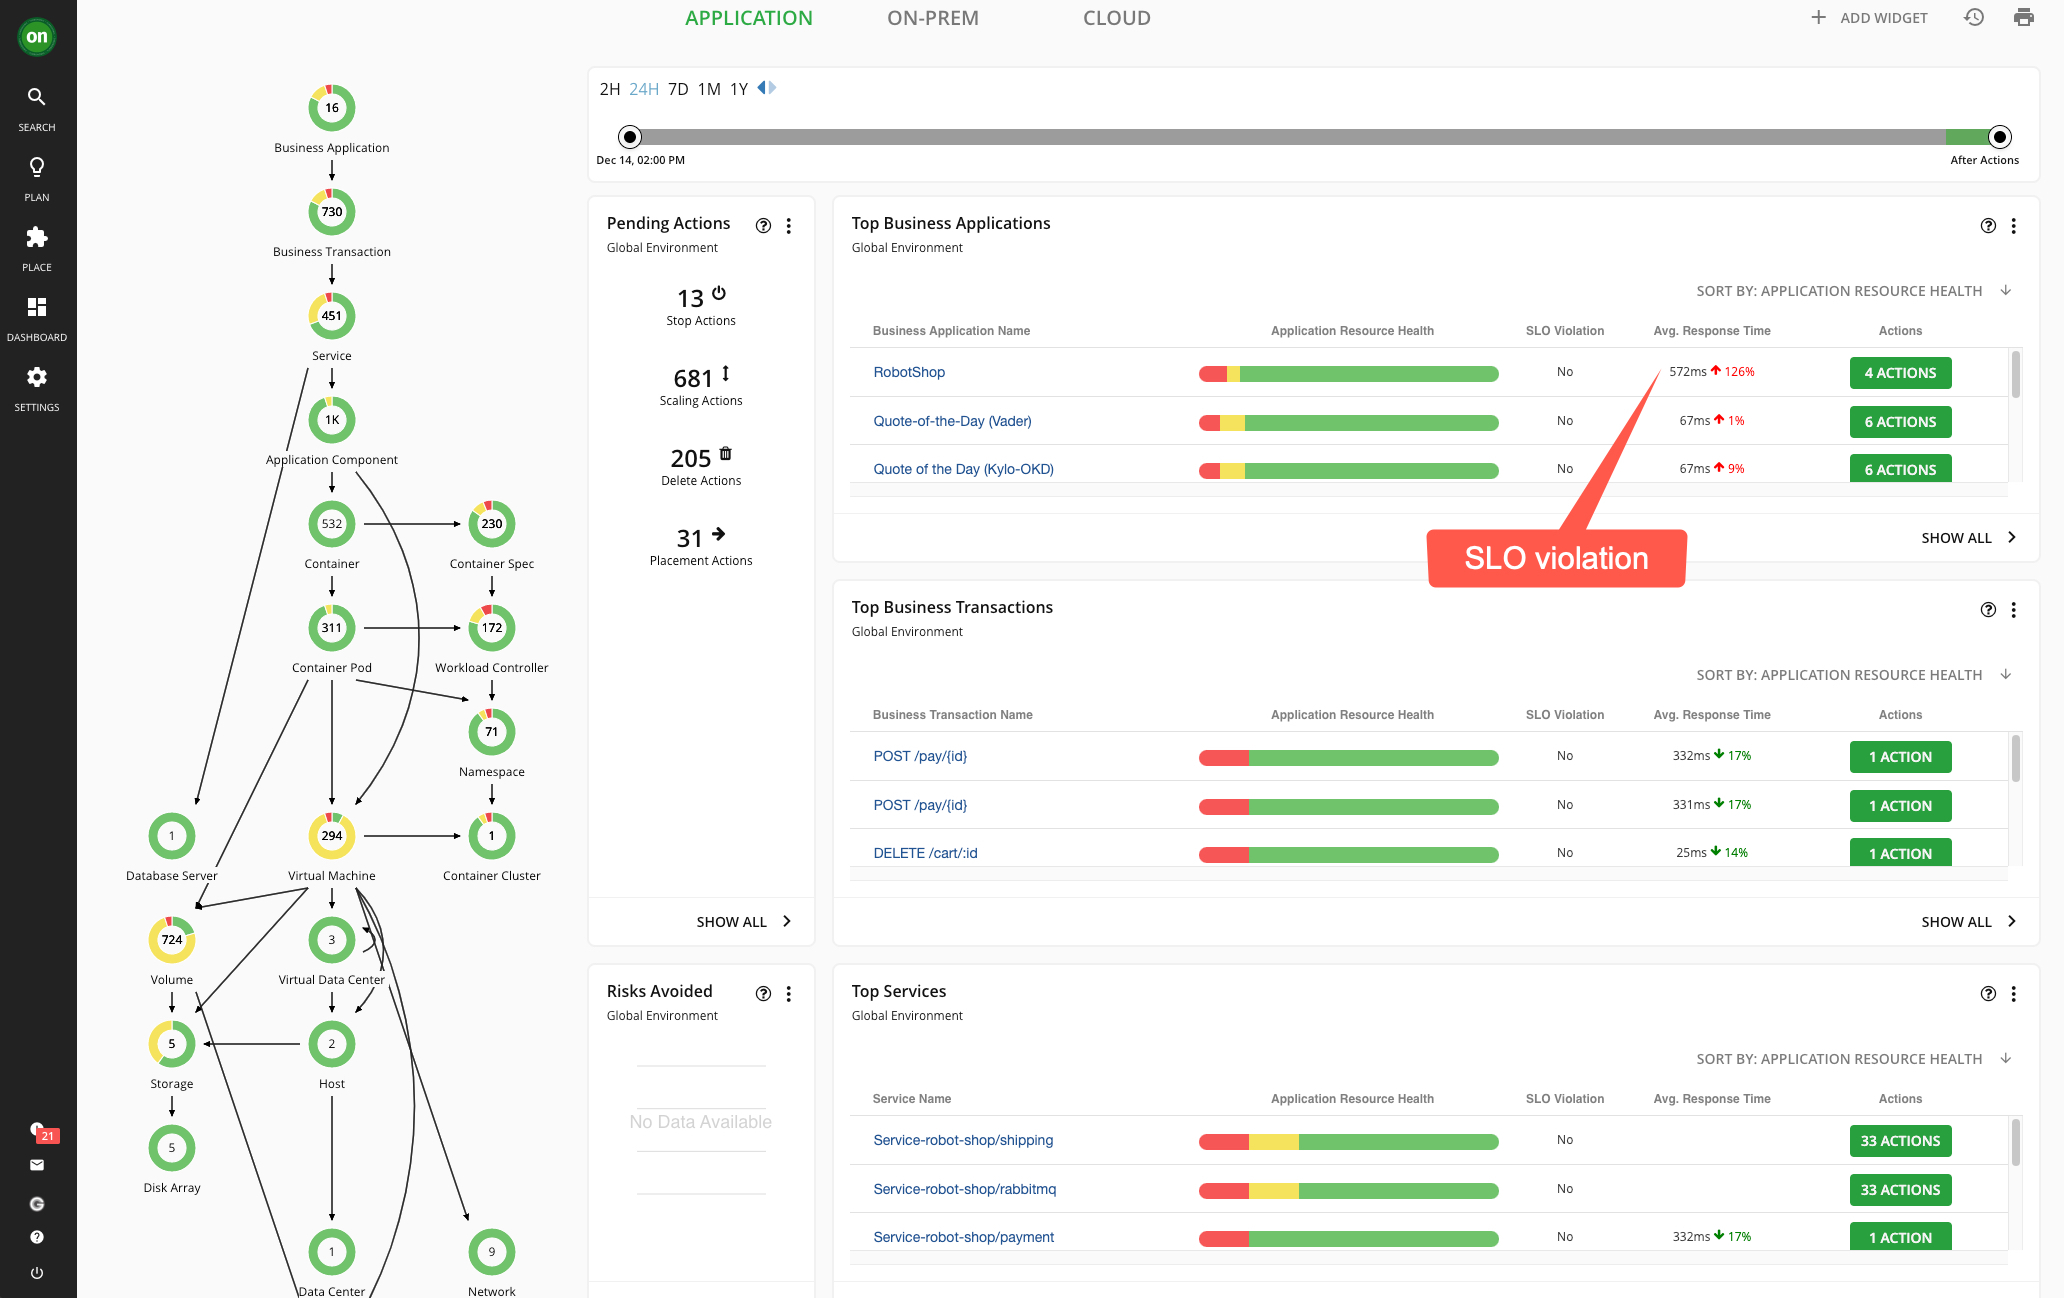 on
SEARCH
PLAN
PLACE
DASHBOARD
SETTINGS
21
APPLICATION
ON-PREM
CLOUD
ADD WIDGET
16
Business Application
730
Business Transaction
451
Service
1K
Application Component
532
Container
230
Container Spec
311
Container Pod
172
Workload Controller
71
Namespace
1
Database Server
294
Virtual Machine
1
Container Cluster
724
Volume
3
Virtual Data Center
5
Storage
2
Host
5
Disk Array
1
Data Center
9
Network
2H 24H 7D 1M 1Y
Dec 14, 02:00 PM
After Actions
Pending Actions
Global Environment
13
Stop Actions
681
Scaling Actions
205
Delete Actions
31
Placement Actions
SHOW ALL
Top Business Applications
Global Environment
SORT BY: APPLICATION RESOURCE HEALTH
Business Application Name Application Resource Health SLO Violation Avg. Response Time Actions
RobotShop No 572ms 126% 4 ACTIONS
Quote-of-the-Day (Vader) No 67ms 1% 6 ACTIONS
Quote of the Day (Kylo-OKD) No 67ms 9% 6 ACTIONS
SLO violation
SHOW ALL
Top Business Transactions
Global Environment
SORT BY: APPLICATION RESOURCE HEALTH
Business Transaction Name Application Resource Health SLO Violation Avg. Response Time Actions
POST /pay/{id} No 332ms 17% 1 ACTION
POST /pay/{id} No 331ms 17% 1 ACTION
DELETE /cart/:id No 25ms 14% 1 ACTION
SHOW ALL
Risks Avoided
Global Environment
No Data Available
Top Services
Global Environment
SORT BY: APPLICATION RESOURCE HEALTH
Service Name Application Resource Health SLO Violation Avg. Response Time Actions
Service-robot-shop/shipping No 33 ACTIONS
Service-robot-shop/rabbitmq No 33 ACTIONS
Service-robot-shop/payment No 332ms 17% 1 ACTION